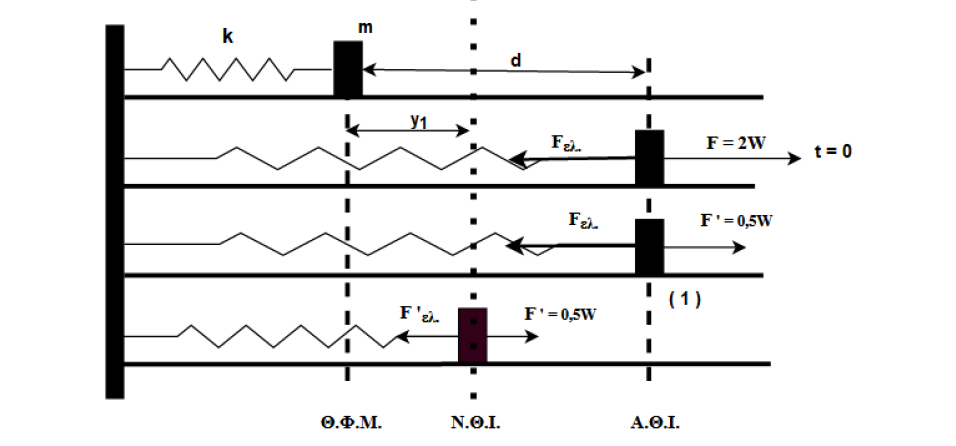 k
m
d
y1
Fελ.
F = 2W
t = 0
Fελ.
F ' = 0,5W
( 1 )
F 'ελ.
F ' = 0,5W
Θ.Φ.Μ.
Ν.Θ.Ι.
Α.Θ.Ι.